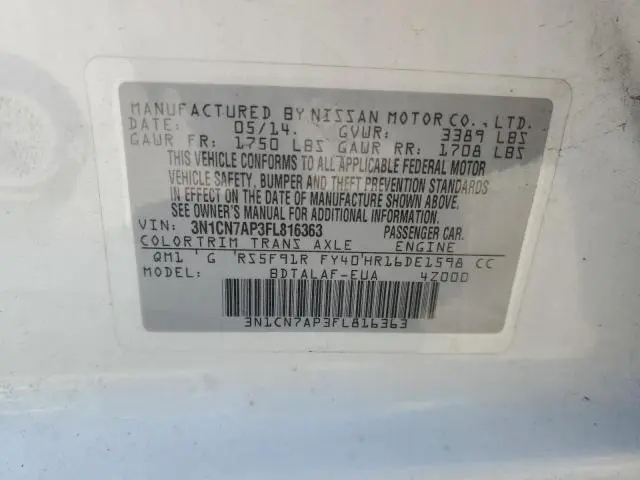 MANUFACTURED BY NISSAN MOTOR CO., LTD.
DATE: 05/14. GVWR: 3389 LBS
GAWR FR: 1750 LBS GAWR RR: 1708 LBS
THIS VEHICLE CONFORMS TO ALL APPLICABLE FEDERAL MOTOR
VEHICLE SAFETY, BUMPER AND THEFT PREVENTION STANDARDS
IN EFFECT ON THE DATE OF MANUFACTURE SHOWN ABOVE.
SEE OWNER'S MANUAL FOR ADDITIONAL INFORMATION.
VIN: 3N1CN7AP3FL816363 PASSENGER CAR.
COLOR TRIM TRANS AXLE ENGINE
QM1 G RS5F91R FY40 HR16DE1598 CC
MODEL: BDTALAF-EUA 4Z000
3N1CN7AP3FL816363